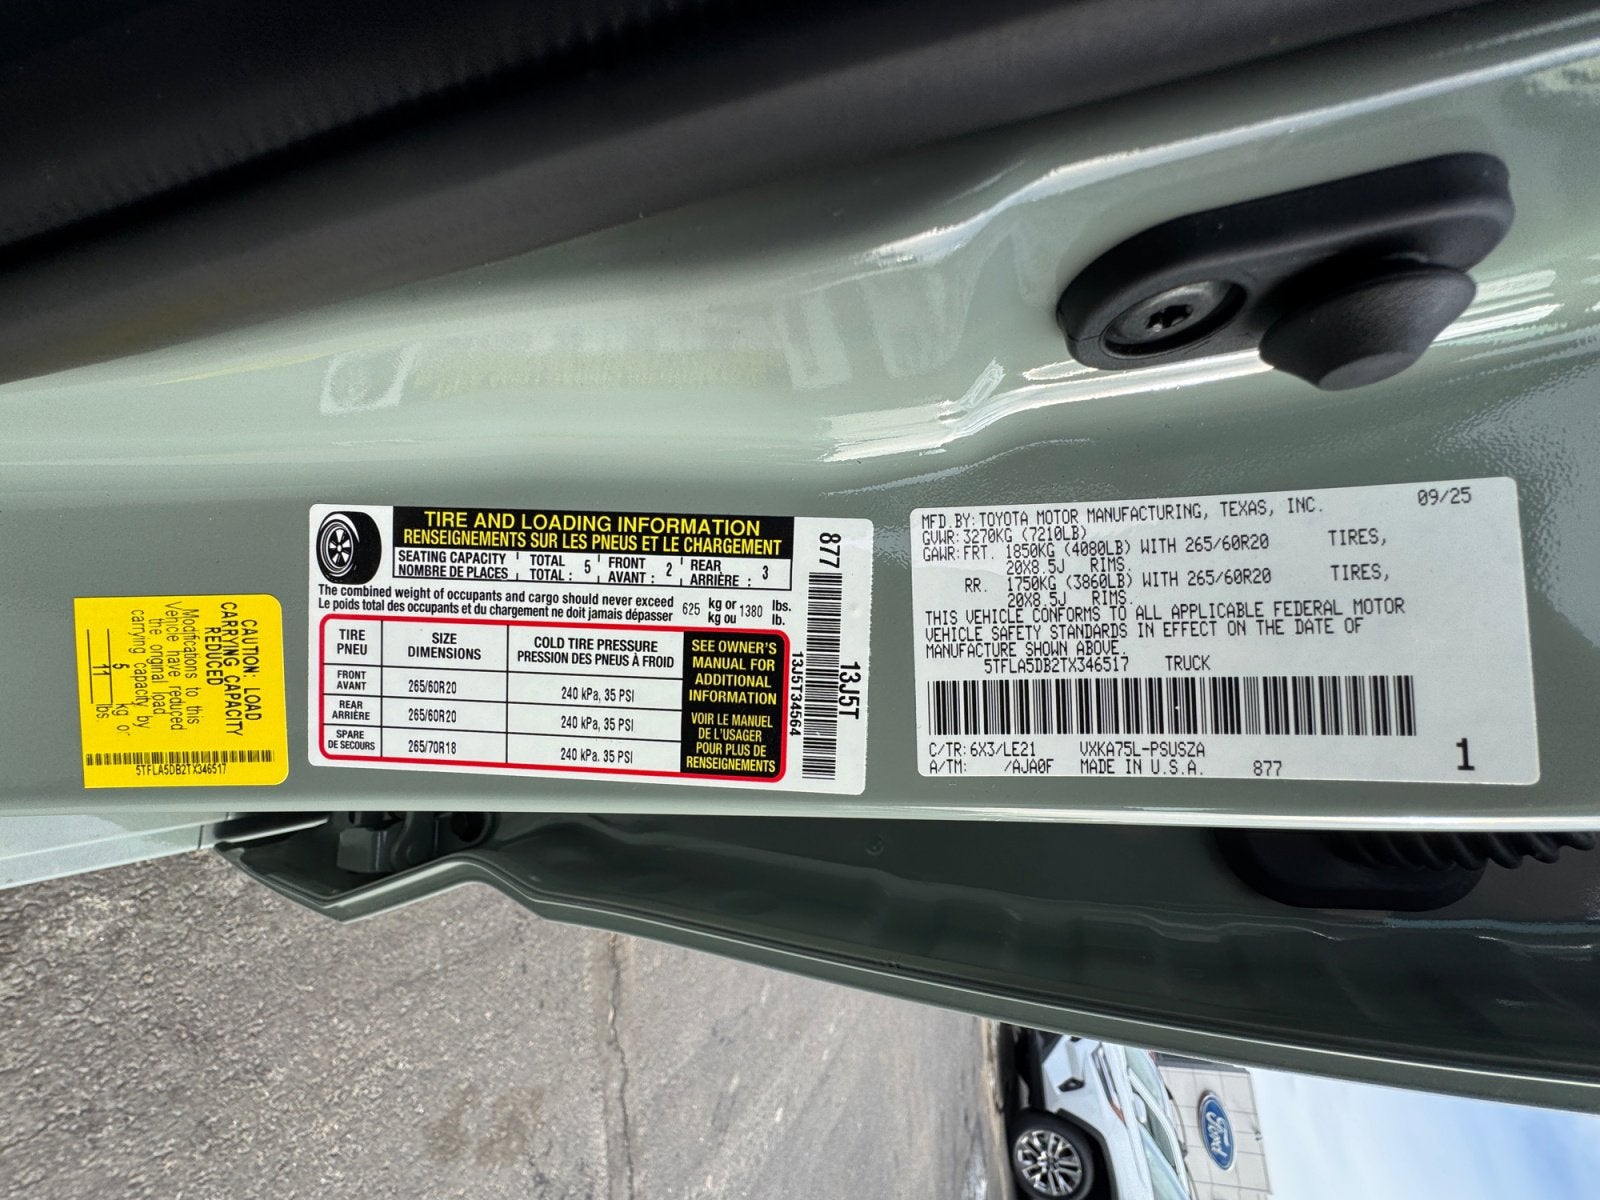 CAUTION: LOAD
CARRYING CAPACITY
REDUCED
Modifications to this
Vehicle have reduced
the original load
carrying capacity by
5 kg or
11 lbs.
5TFLA5DB2TX346517
TIRE AND LOADING INFORMATION
RENSEIGNEMENTS SUR LES PNEUS ET LE CHARGEMENT
SEATING CAPACITY TOTAL FRONT REAR
NOMBRE DE PLACES TOTAL : 5 AVANT : 2 ARRIÈRE : 3
The combined weight of occupants and cargo should never exceed 625 kg or 1380 lbs.
Le poids total des occupants et du chargement ne doit jamais dépasser kg ou lb.
TIRE SIZE COLD TIRE PRESSURE
PNEU DIMENSIONS PRESSION DES PNEUS À FROID
FRONT
AVANT 265/60R20 240 kPa, 35 PSI
REAR
ARRIÈRE 265/60R20 240 kPa, 35 PSI
SPARE
DE SECOURS 265/70R18 240 kPa, 35 PSI
SEE OWNER'S
MANUAL FOR
ADDITIONAL
INFORMATION
VOIR LE MANUEL
DE L'USAGER
POUR PLUS DE
RENSEIGNEMENTS
877
13J5T
13J5T34564
MFD.BY: TOYOTA MOTOR MANUFACTURING, TEXAS, INC. 09/25
GVWR: 3270KG (7210LB)
GAWR: FRT. 1850KG (4080LB) WITH 265/60R20 TIRES,
20X8.5J RIMS.
RR. 1750KG (3860LB) WITH 265/60R20 TIRES,
20X8.5J RIMS.
THIS VEHICLE CONFORMS TO ALL APPLICABLE FEDERAL MOTOR
VEHICLE SAFETY STANDARDS IN EFFECT ON THE DATE OF
MANUFACTURE SHOWN ABOVE.
5TFLA5DB2TX346517 TRUCK
C/TR: 6X3/LE21 VXKA75L-PSUSZA
A/TM: /AJA0F MADE IN U.S.A. 877 1
Ford